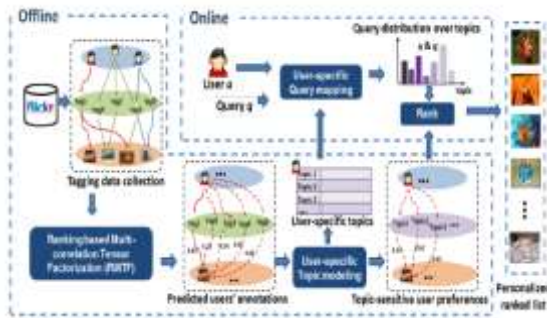 Offline
flickr
Tagging data collection
Ranking based Multi-
correlation Tensor
Factorization (RMTF)
Predicted users' annotations
User-specific
Topic modeling
User-specific topics
Topic-sensitive user preferences
Online
User u
Query q
User-specific
Query mapping
Query distribution over topics
u & q
topic
Rank
Personalized
ranked list